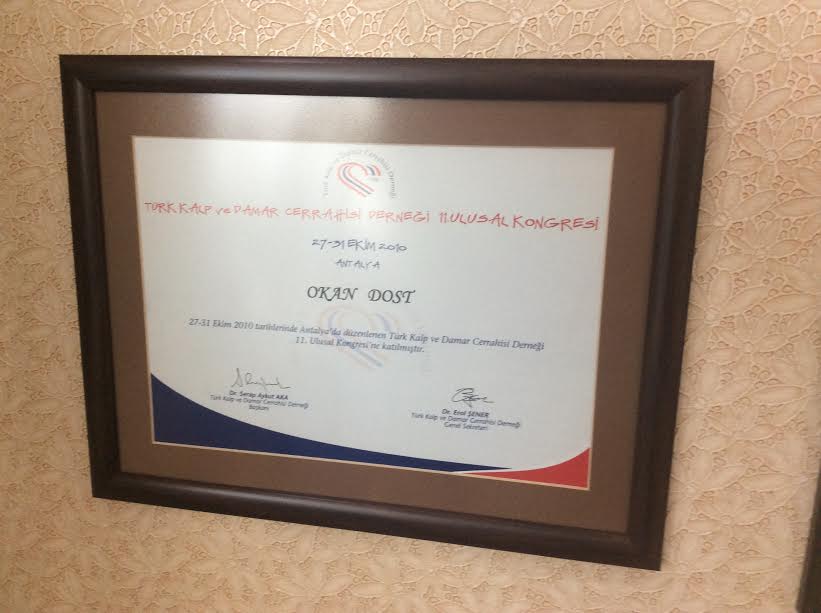 Türk Kalp ve Damar Cerrahisi Derneği
TÜRK KALP ve DAMAR CERRAHİSİ DERNEĞİ 11.ULUSAL KONGRESİ
27-31 EKİM 2010
ANTALYA
OKAN DOST
27-31 Ekim 2010 tarihlerinde Antalya'da düzenlenen Türk Kalp ve Damar Cerrahisi Derneği
11. Ulusal Kongresi'ne katılmıştır.
Dr. Serap Aykut AKA
Türk Kalp ve Damar Cerrahisi Derneği
Başkanı
Dr. Erol ŞENER
Türk Kalp ve Damar Cerrahisi Derneği
Genel Sekreteri